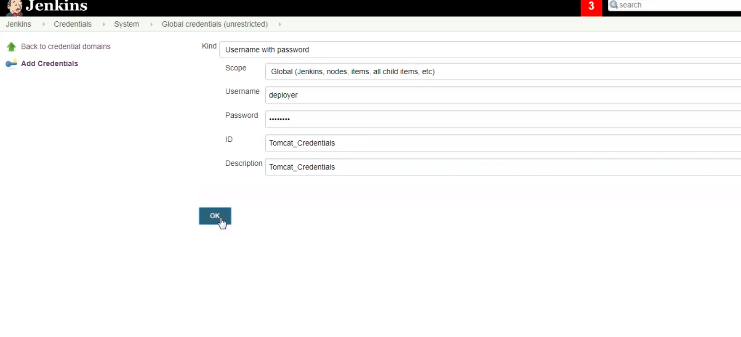 Jenkins
3
search
Jenkins Credentials System Global credentials (unrestricted)
Back to credential domains
Add Credentials
Kind Username with password
Scope Global (Jenkins, nodes, items, all child items, etc)
Username deployer
Password ••••••••
ID Tomcat_Credentials
Description Tomcat_Credentials
OK